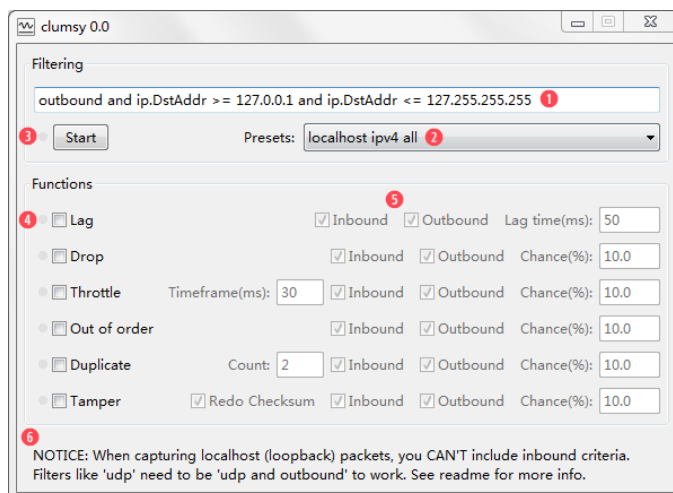 clumsy 0.0
Filtering
outbound and ip.DstAddr >= 127.0.0.1 and ip.DstAddr <= 127.255.255.255 1
3 Start Presets: localhost ipv4 all 2
Functions
5
4 Lag Inbound Outbound Lag time(ms): 50
Drop Inbound Outbound Chance(%): 10.0
Throttle Timeframe(ms): 30 Inbound Outbound Chance(%): 10.0
Out of order Inbound Outbound Chance(%): 10.0
Duplicate Count: 2 Inbound Outbound Chance(%): 10.0
Tamper Redo Checksum Inbound Outbound Chance(%): 10.0
6
NOTICE: When capturing localhost (loopback) packets, you CAN'T include inbound criteria.
Filters like 'udp' need to be 'udp and outbound' to work. See readme for more info.